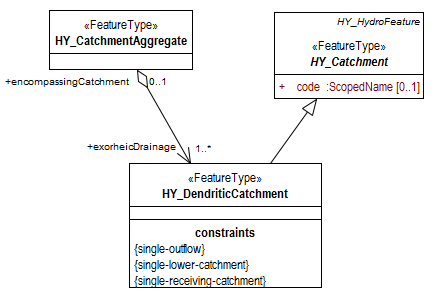 «FeatureType»
HY_CatchmentAggregate
HY_HydroFeature
«FeatureType»
HY_Catchment
+ code :ScopedName [0..1]
+encompassingCatchment
0..1
+exorheicDrainage
1..*
«FeatureType»
HY_DendriticCatchment
constraints
{single-outflow}
{single-lower-catchment}
{single-receiving-catchment}